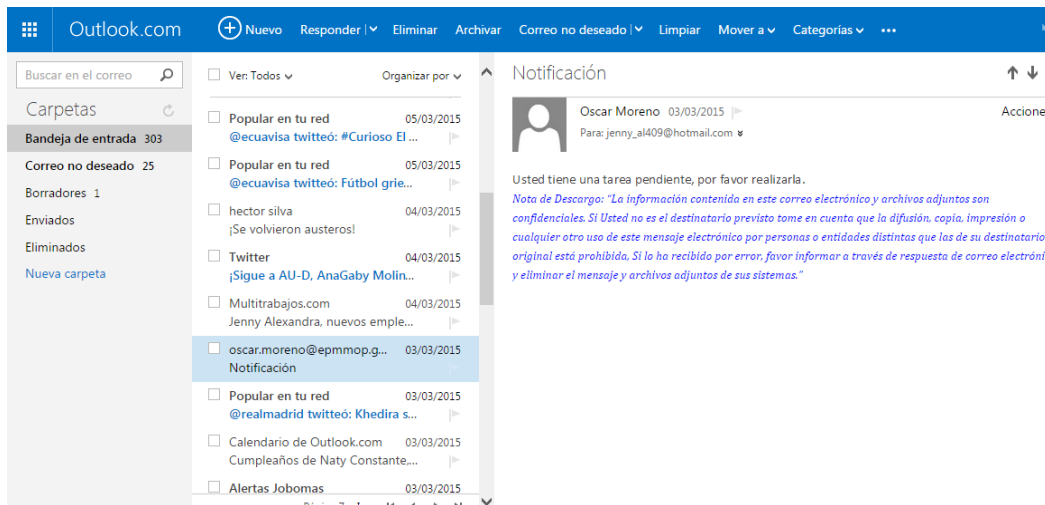 Outlook.com
Nuevo Responder Eliminar Archivar Correo no deseado Limpiar Mover a Categorías •••
Buscar en el correo
Carpetas
Bandeja de entrada 303
Correo no deseado 25
Borradores 1
Enviados
Eliminados
Nueva carpeta
Ver: Todos Organizar por
Popular en tu red 05/03/2015
@ecuavisa twitteó: #Curioso El ...
Popular en tu red 05/03/2015
@ecuavisa twitteó: Fútbol grie...
hector silva 04/03/2015
¡Se volvieron austeros!
Twitter 04/03/2015
¡Sigue a AU-D, AnaGaby Molin...
Multitrabajos.com 04/03/2015
Jenny Alexandra, nuevos emple...
oscar.moreno@epmmop.g... 03/03/2015
Notificación
Popular en tu red 03/03/2015
@realmadrid twitteó: Khedira s...
Calendario de Outlook.com 03/03/2015
Cumpleaños de Naty Constante,...
Alertas Jobomas 03/03/2015
Notificación
Oscar Moreno 03/03/2015
Accione
Para: jenny_al409@hotmail.com
Usted tiene una tarea pendiente, por favor realizarla.
Nota de Descargo: "La información contenida en este correo electrónico y archivos adjuntos son
confidenciales. Si Usted no es el destinatario previsto tome en cuenta que la difusión, copia, impresión o
cualquier otro uso de este mensaje electrónico por personas o entidades distintas que las de su destinatario
original está prohibida, Si lo ha recibido por error, favor informar a través de respuesta de correo electróni
y eliminar el mensaje y archivos adjuntos de sus sistemas."